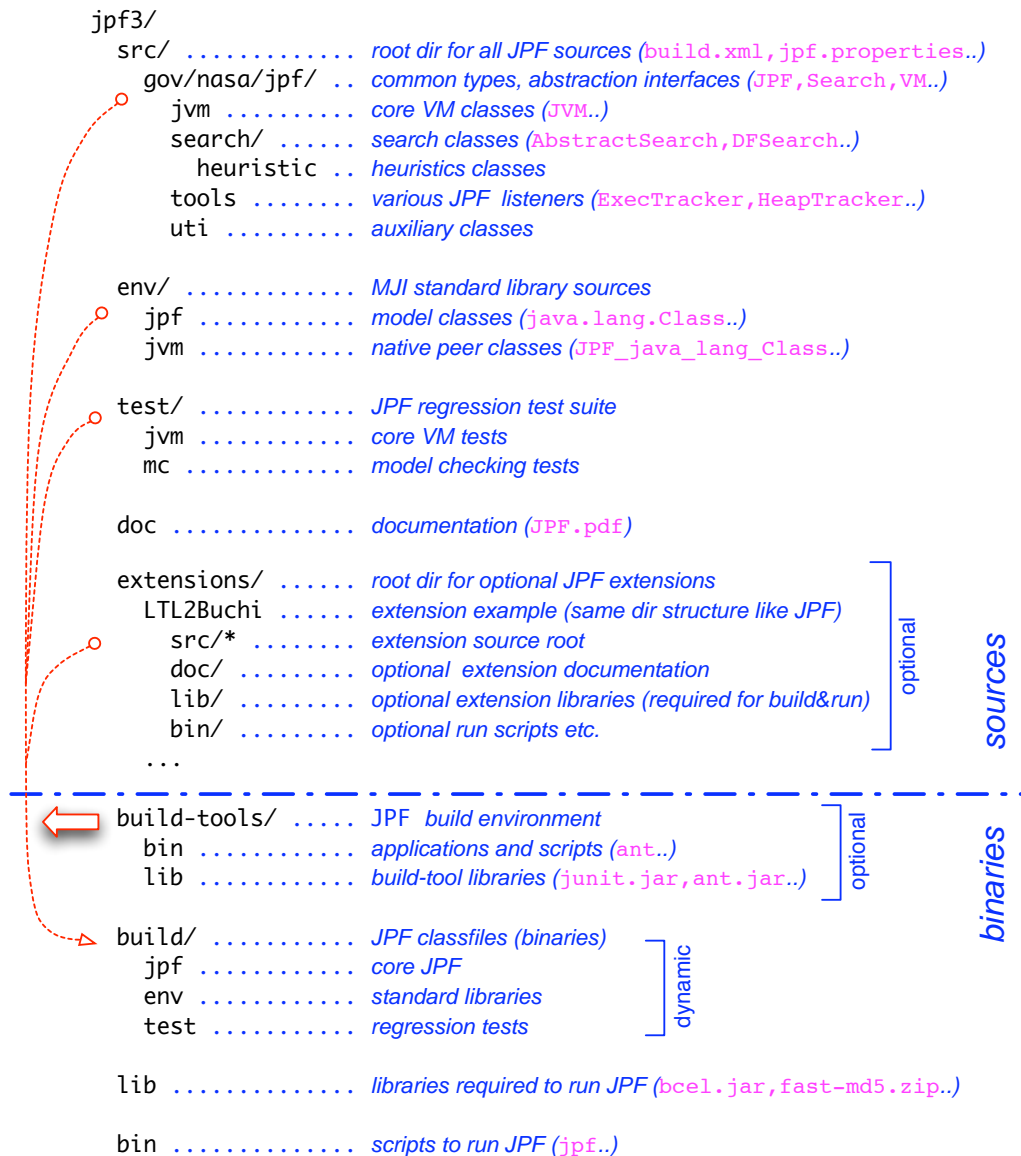 jpf3/
src/ ............. root dir for all JPF sources (build.xml,jpf.properties..)
gov/nasa/jpf/ .. common types, abstraction interfaces (JPF,Search,VM..)
jvm .......... core VM classes (JVM..)
search/ ...... search classes (AbstractSearch,DFSearch..)
heuristic .. heuristics classes
tools ........ various JPF listeners (ExecTracker,HeapTracker..)
uti .......... auxiliary classes
env/ ............. MJI standard library sources
jpf ............ model classes (java.lang.Class..)
jvm ............ native peer classes (JPF_java_lang_Class..)
test/ ............ JPF regression test suite
jvm ............ core VM tests
mc ............. model checking tests
doc .............. documentation (JPF.pdf)
extensions/ ...... root dir for optional JPF extensions
LTL2Buchi ...... extension example (same dir structure like JPF)
src/* ........ extension source root
doc/ ......... optional extension documentation
lib/ ......... optional extension libraries (required for build&run)
bin/ ......... optional run scripts etc.
...
optional
sources
build-tools/ ..... JPF build environment
bin ............ applications and scripts (ant..)
lib ............ build-tool libraries (junit.jar,ant.jar..)
optional
binaries
build/ ........... JPF classfiles (binaries)
jpf ............ core JPF
env ............ standard libraries
test ........... regression tests
dynamic
lib .............. libraries required to run JPF (bcel.jar,fast-md5.zip..)
bin .............. scripts to run JPF (jpf..)